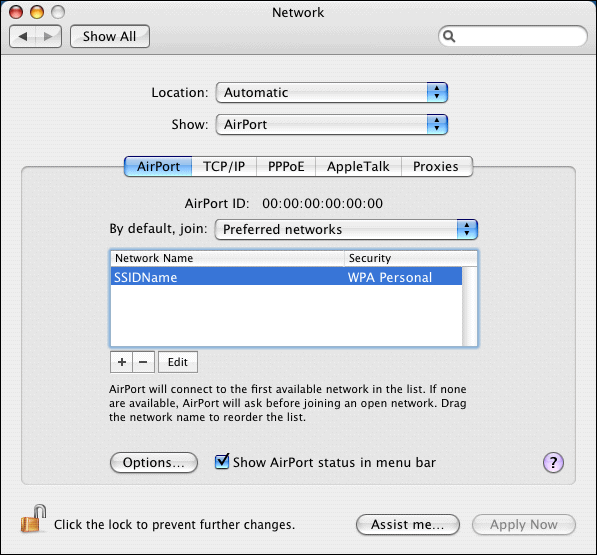 Network
Show All
Location: Automatic
Show: AirPort
AirPort TCP/IP PPPoE AppleTalk Proxies
AirPort ID: 00:00:00:00:00:00
By default, join: Preferred networks
Network Name Security
SSIDName WPA Personal
+ − Edit
AirPort will connect to the first available network in the list. If none
are available, AirPort will ask before joining an open network. Drag
the network name to reorder the list.
Options... Show AirPort status in menu bar ?
Click the lock to prevent further changes. Assist me... Apply Now